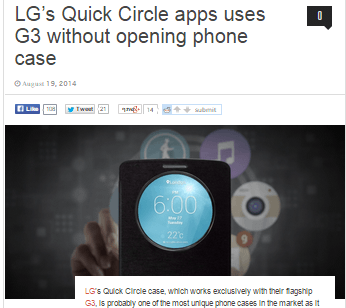 LG’s Quick Circle apps uses
G3 without opening phone
case
0
August 19, 2014
Like 108 Tweet 21 14 submit
6:00
22°c
LG's Quick Circle case, which works exclusively with their flagship
G3, is probably one of the most unique phone cases in the market as it